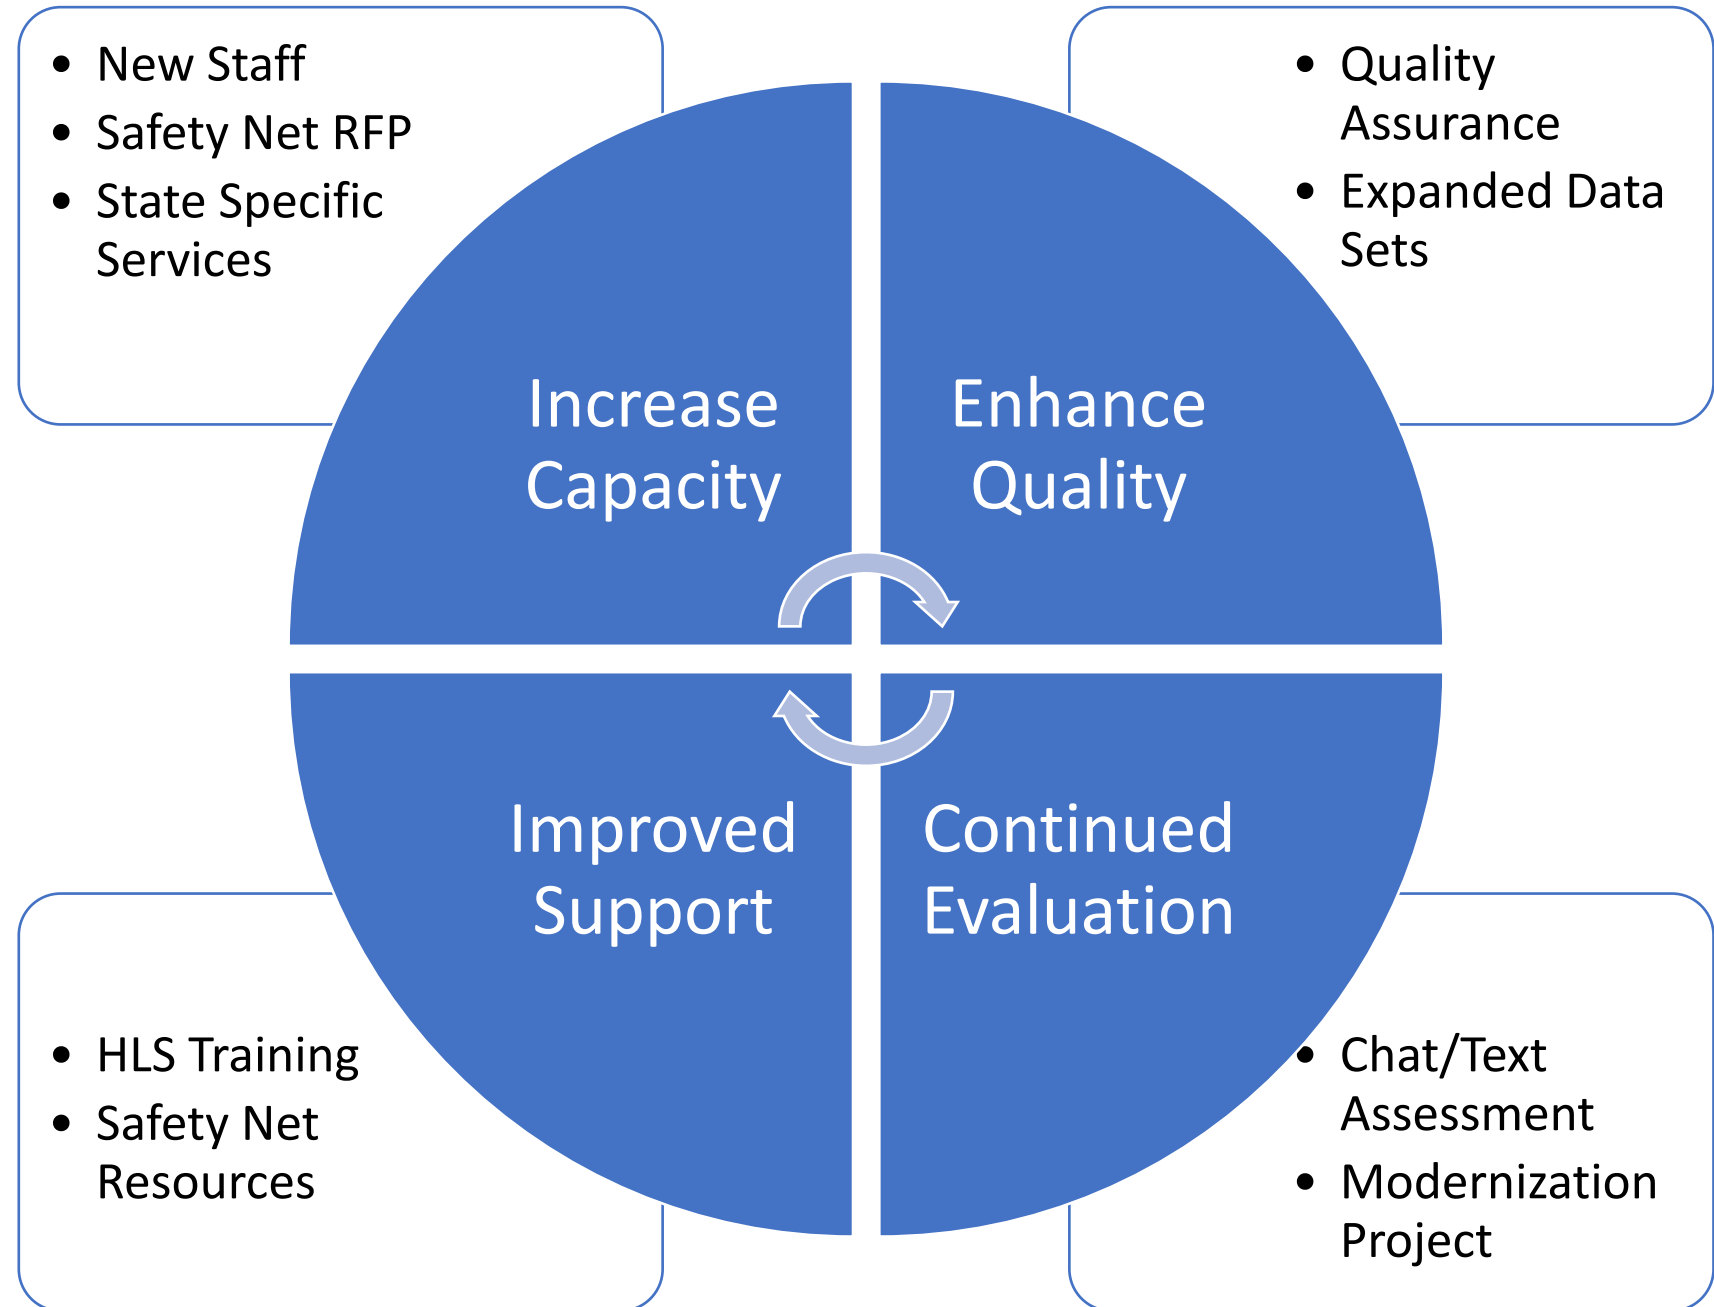 • New Staff
• Safety Net RFP
• State Specific
Services
• Quality
Assurance
• Expanded Data
Sets
Increase
Capacity
Enhance
Quality
Improved
Support
Continued
Evaluation
• HLS Training
• Safety Net
Resources
• Chat/Text
Assessment
• Modernization
Project